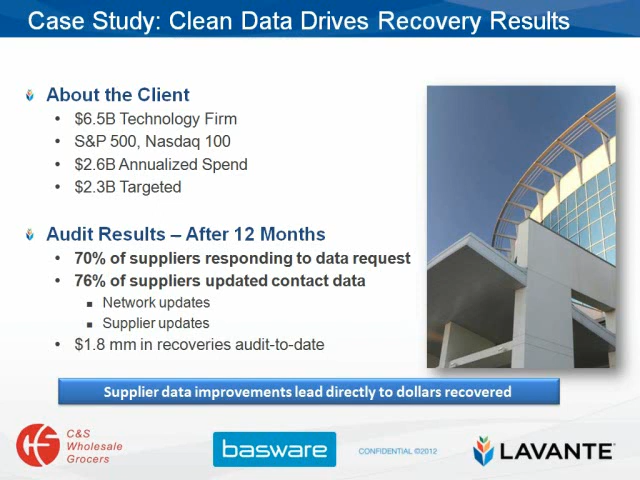 Case Study: Clean Data Drives Recovery Results
About the Client
• $6.5B Technology Firm
• S&P 500, Nasdaq 100
• $2.6B Annualized Spend
• $2.3B Targeted
Audit Results – After 12 Months
• 70% of suppliers responding to data request
• 76% of suppliers updated contact data
■ Network updates
■ Supplier updates
• $1.8 mm in recoveries audit-to-date
Supplier data improvements lead directly to dollars recovered
C&S
Wholesale
Grocers
basware
CONFIDENTIAL ©2012
LAVANTE